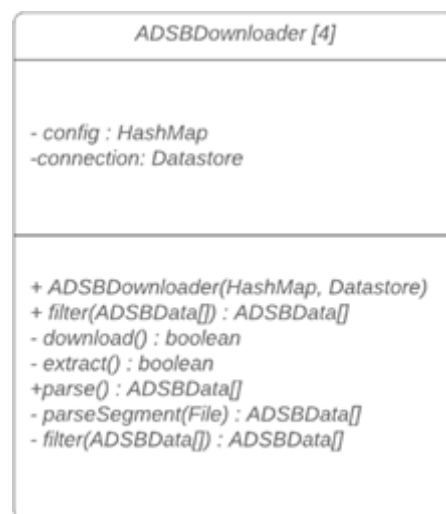 ADSBDownloader [4]
- config : HashMap
-connection: Datastore
+ ADSBDownloader(HashMap, Datastore)
+ filter(ADSBData[]) : ADSBData[]
- download() : boolean
- extract() : boolean
+parse() : ADSBData[]
- parseSegment(File) : ADSBData[]
- filter(ADSBData[]) : ADSBData[]